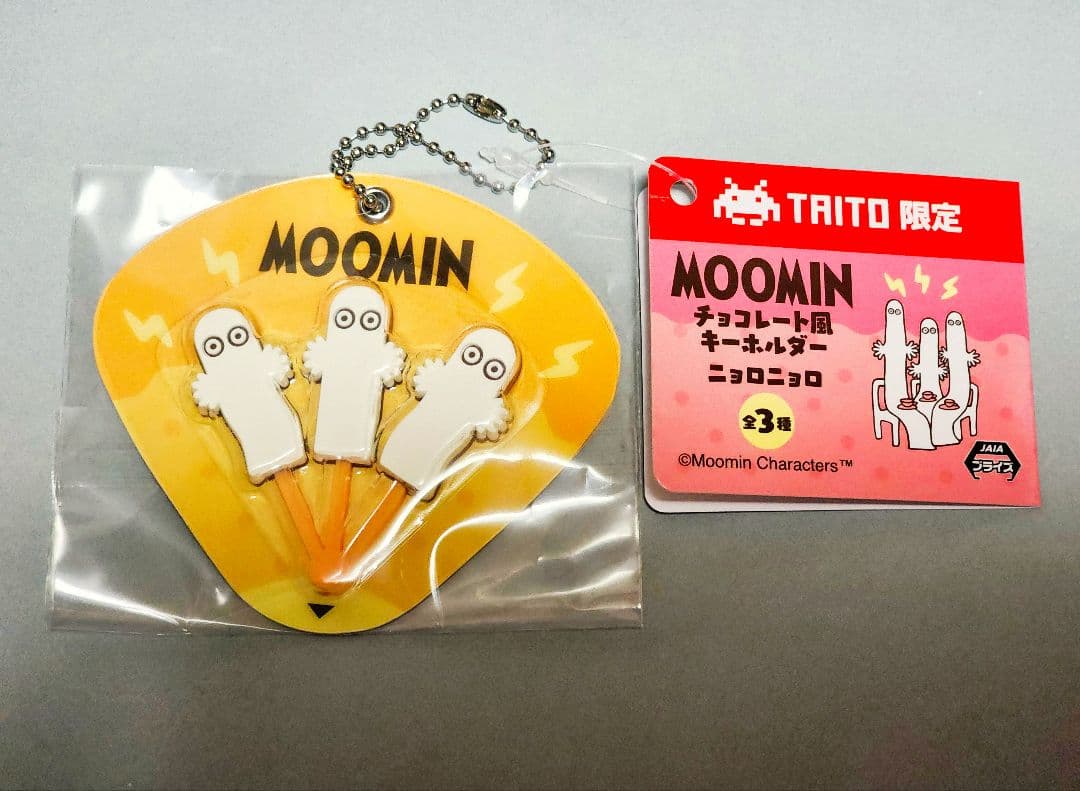 MOOMIN
TAITO 限定
MOOMIN
チョコレート風
キーホルダー
ニョロニョロ
全3種
©Moomin Characters™
JAIA
プライズ